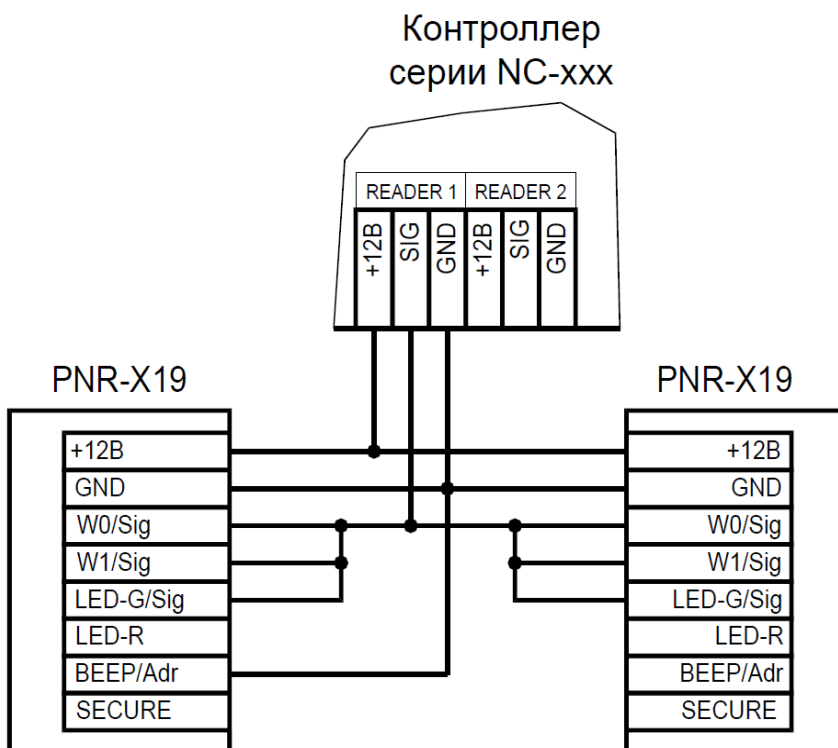 Контроллер
серии NC-xxx
READER 1 READER 2
+12В SIG GND +12В SIG GND
PNR-X19
+12В
GND
W0/Sig
W1/Sig
LED-G/Sig
LED-R
BEEP/Adr
SECURE
PNR-X19
+12В
GND
W0/Sig
W1/Sig
LED-G/Sig
LED-R
BEEP/Adr
SECURE